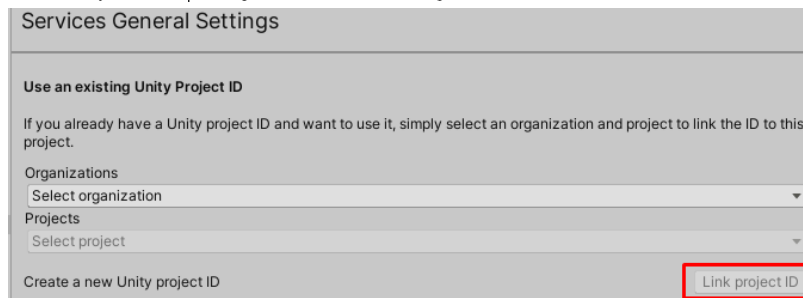 Services General Settings
Use an existing Unity Project ID
If you already have a Unity project ID and want to use it, simply select an organization and project to link the ID to this
project.
Organizations
Select organization
Projects
Select project
Create a new Unity project ID
Link project ID